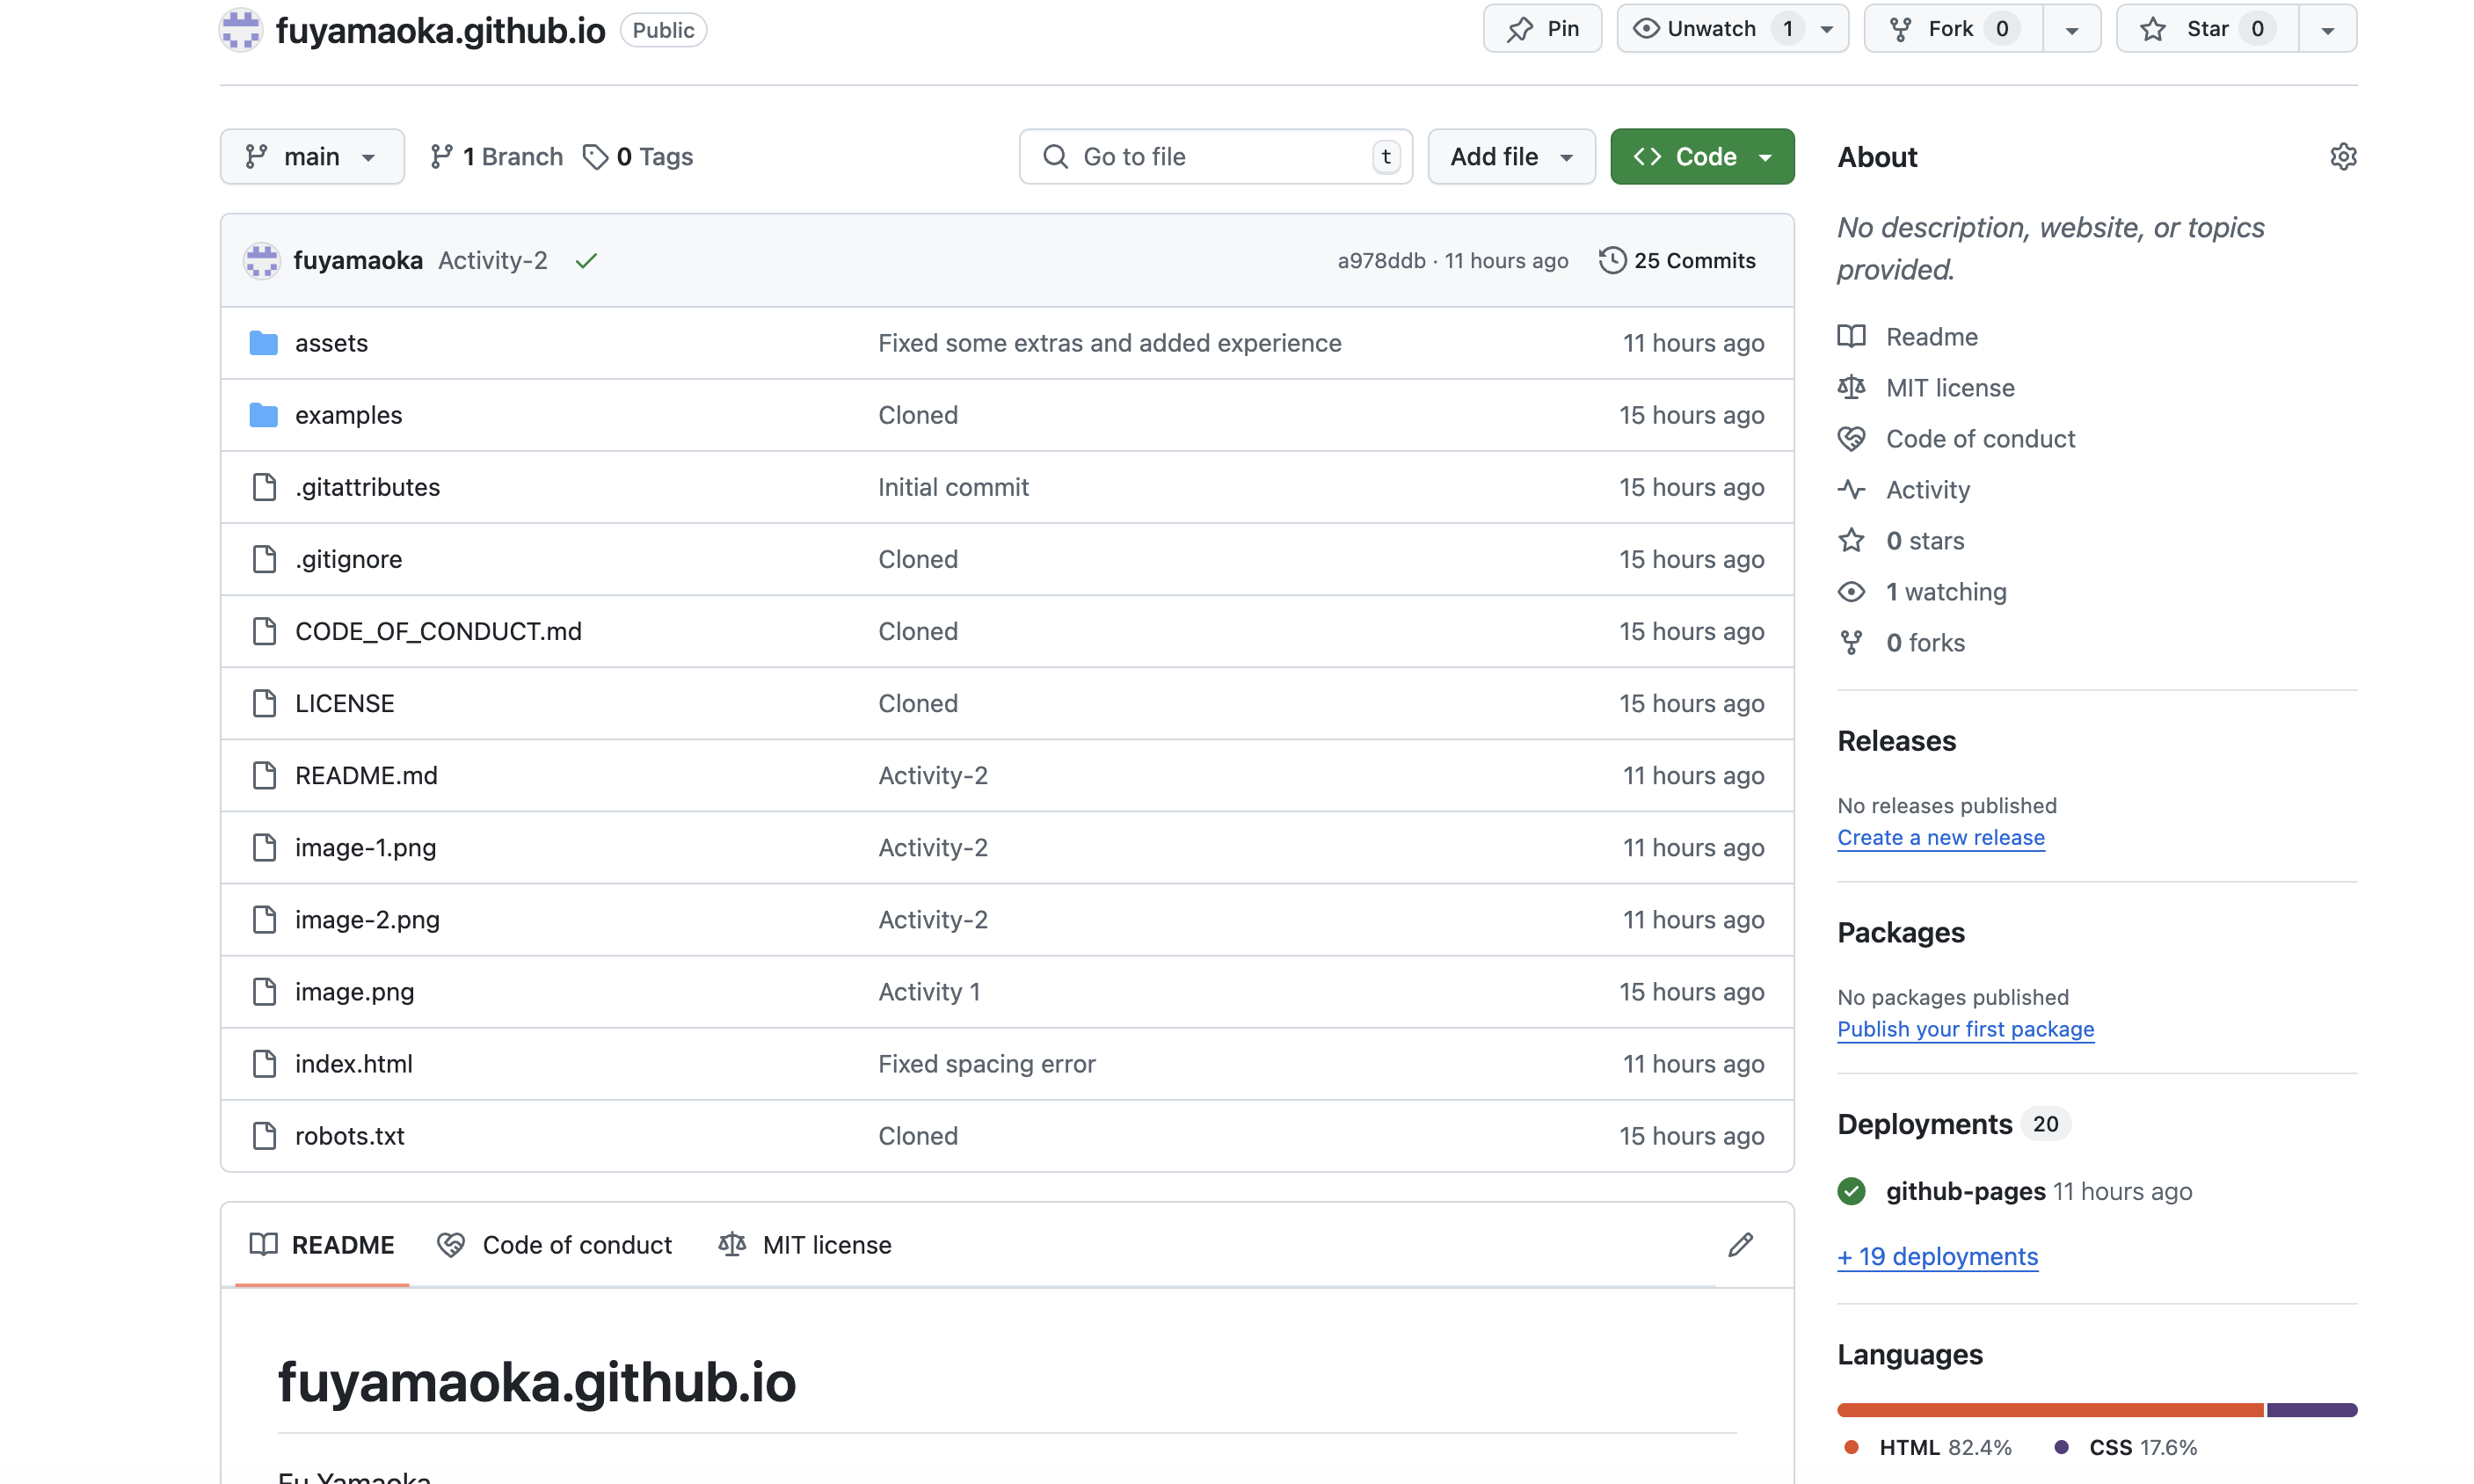 fuyamaoka.github.io Public Pin Unwatch 1 Fork 0 Star 0
main 1 Branch 0 Tags Go to file t Add file Code
fuyamaoka Activity-2 a978ddb · 11 hours ago 25 Commits
assets Fixed some extras and added experience 11 hours ago
examples Cloned 15 hours ago
.gitattributes Initial commit 15 hours ago
.gitignore Cloned 15 hours ago
CODE_OF_CONDUCT.md Cloned 15 hours ago
LICENSE Cloned 15 hours ago
README.md Activity-2 11 hours ago
image-1.png Activity-2 11 hours ago
image-2.png Activity-2 11 hours ago
image.png Activity 1 15 hours ago
index.html Fixed spacing error 11 hours ago
robots.txt Cloned 15 hours ago
README Code of conduct MIT license
fuyamaoka.github.io
Fu Yamaoka
About
No description, website, or topics
provided.
Readme
MIT license
Code of conduct
Activity
0 stars
1 watching
0 forks
Releases
No releases published
Create a new release
Packages
No packages published
Publish your first package
Deployments 20
github-pages 11 hours ago
+ 19 deployments
Languages
HTML 82.4% CSS 17.6%